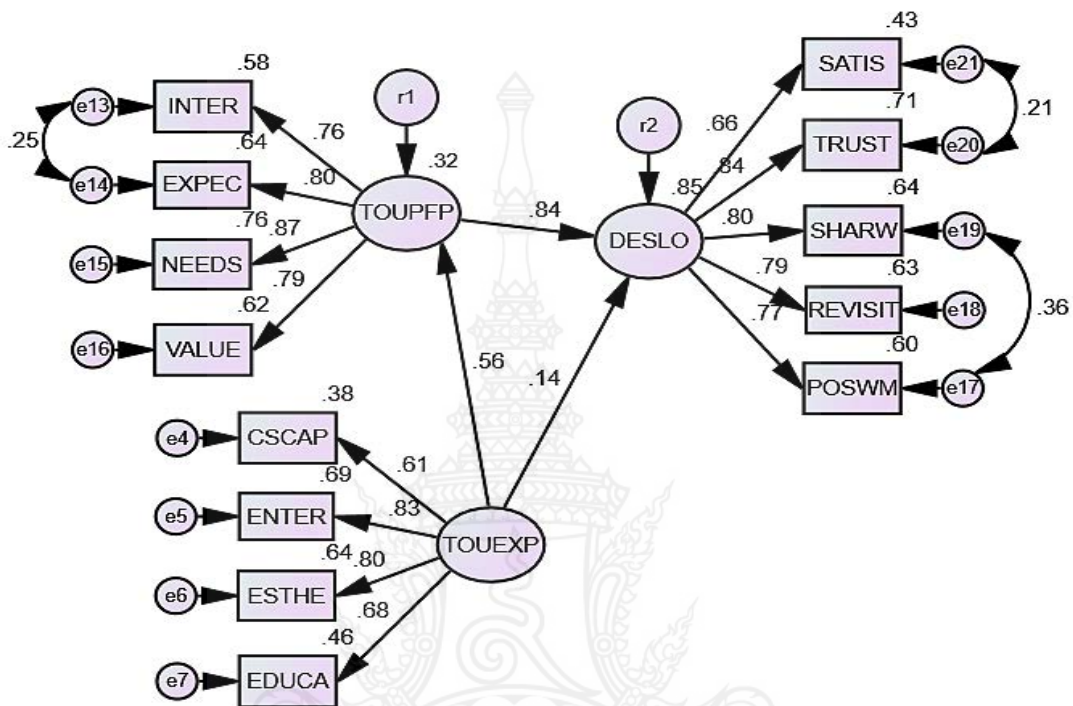 .43
.58
e13
INTER
r1
SATIS
e21
.25
.64
.76
r2
.66
.71
.21
e14
EXPEC
.80
.32
TRUST
e20
.84
.76
.87
TOUPFP
.84
.85
.64
e15
NEEDS
DESLO
.80
SHARW
e19
.79
.79
.63
.62
REVISIT
e18
.36
e16
VALUE
.77
.60
.56
.14
POSWM
e17
.38
e4
CSCAP
.61
.69
e5
ENTER
.83
TOUEXP
.64
.80
e6
ESTHE
.68
.46
e7
EDUCA